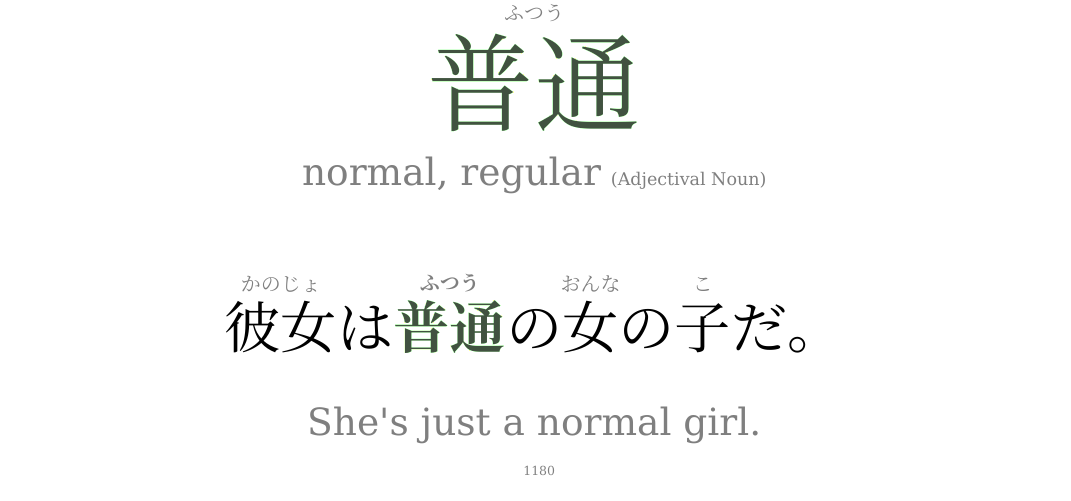 ふつう
普通
normal, regular (Adjectival Noun)
かのじょ ふつう おんな こ
彼女は普通の女の子だ。
She's just a normal girl.
1180